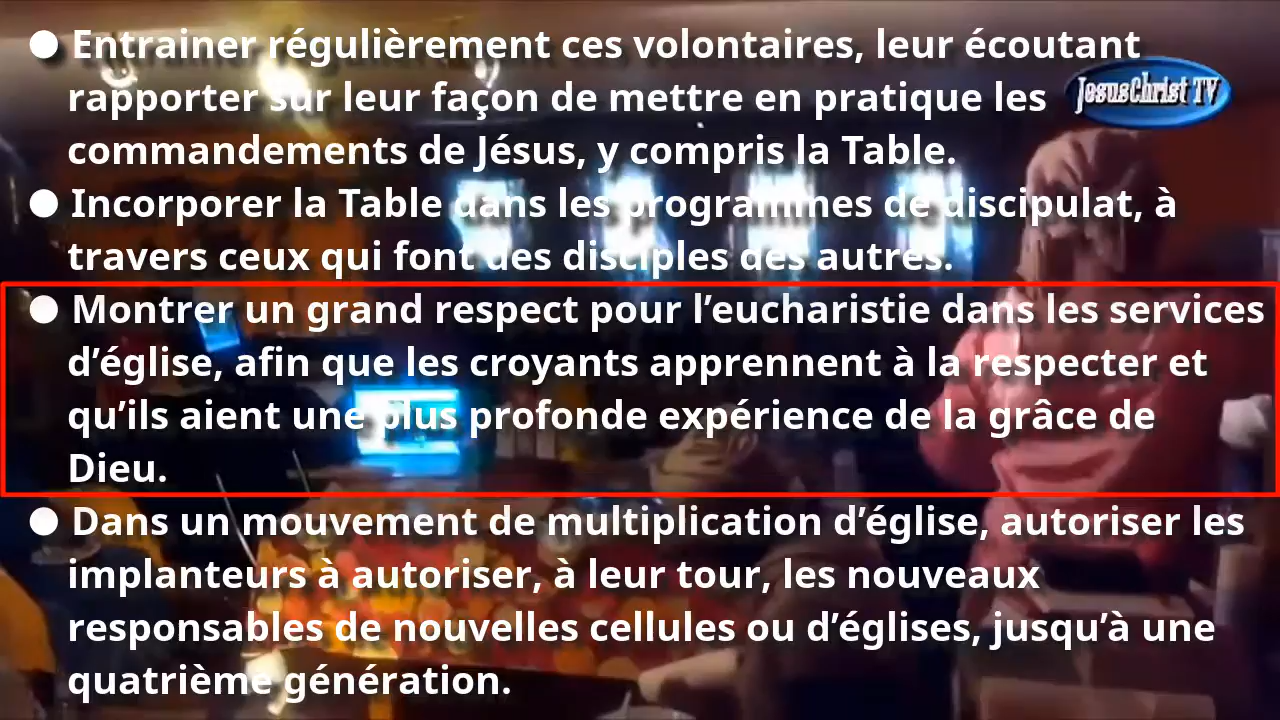 ● Entrainer régulièrement ces volontaires, leur écoutant
rapporter sur leur façon de mettre en pratique les
JesusChrist TV
commandements de Jésus, y compris la Table.
● Incorporer la Table dans les programmes de discipulat, à
travers ceux qui font des disciples des autres.
● Montrer un grand respect pour l’eucharistie dans les services
d’église, afin que les croyants apprennent à la respecter et
qu’ils aient une plus profonde expérience de la grâce de
Dieu.
● Dans un mouvement de multiplication d’église, autoriser les
implanteurs à autoriser, à leur tour, les nouveaux
responsables de nouvelles cellules ou d’églises, jusqu’à une
quatrième génération.